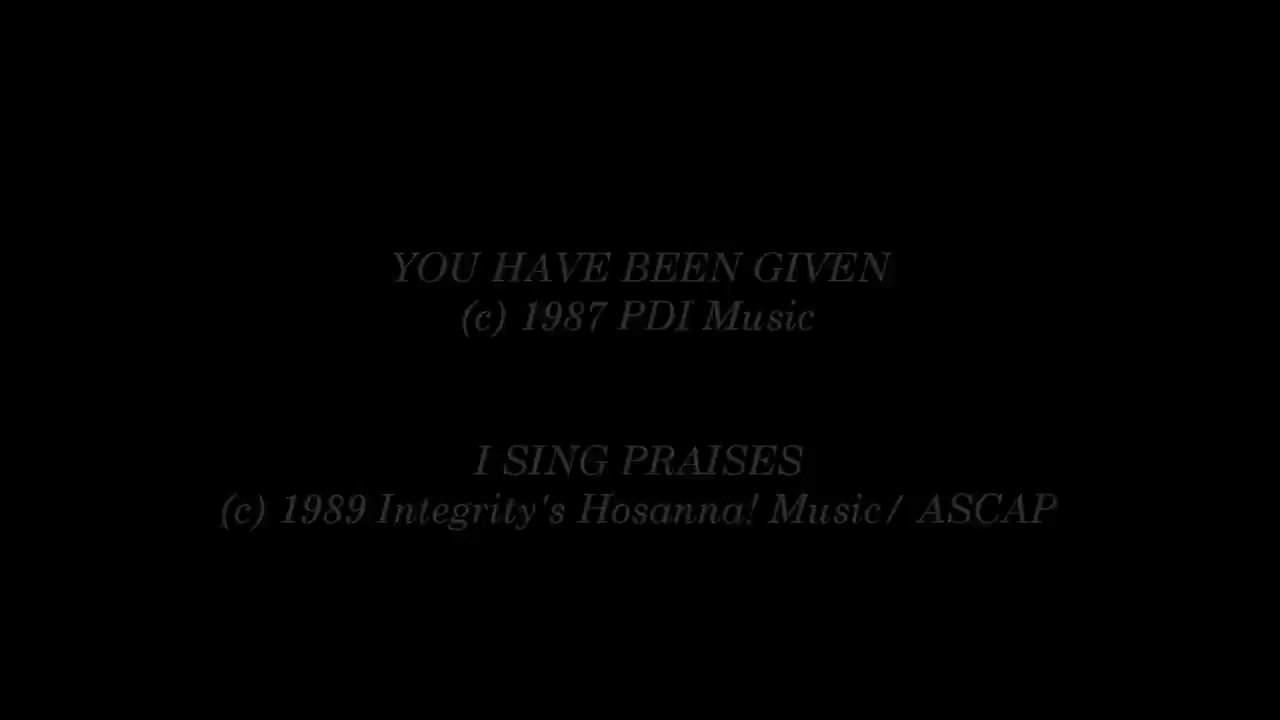 YOU HAVE BEEN GIVEN
(c) 1987 PDI Music
I SING PRAISES
(c) 1989 Integrity's Hosanna! Music/ ASCAP